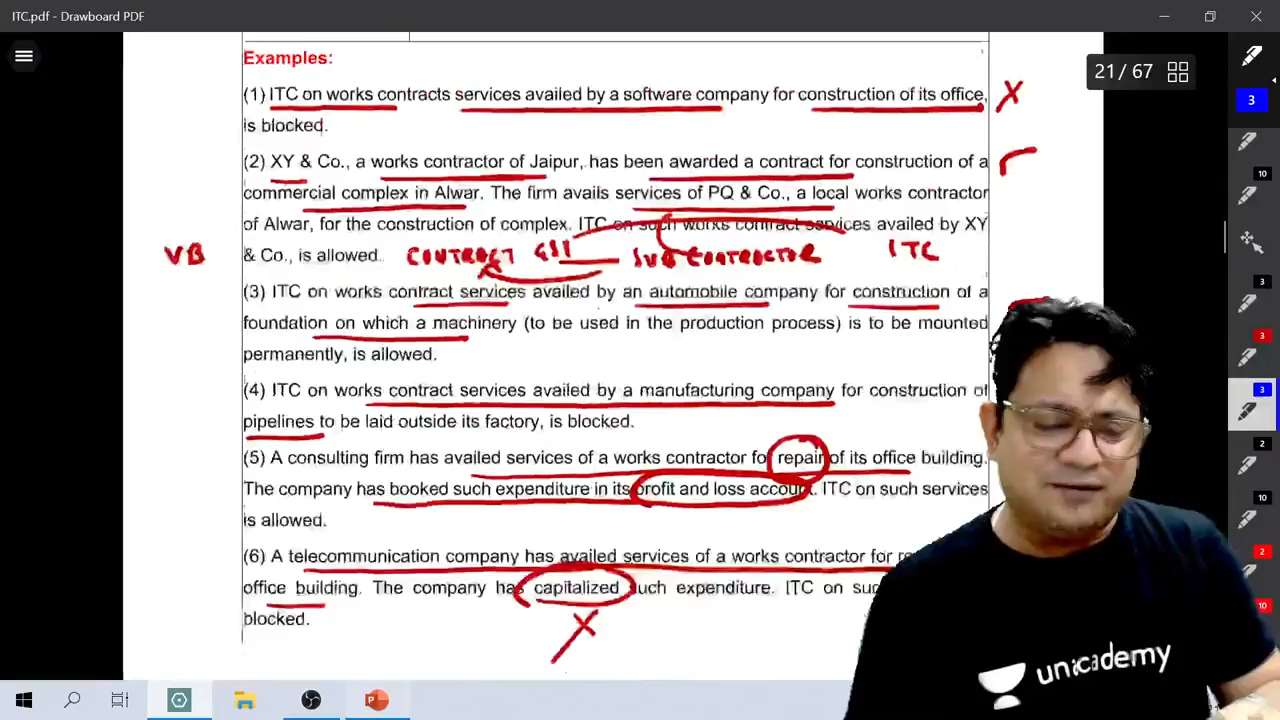 ITC.pdf - Drawboard PDF
21 / 67
Examples:
(1) ITC on works contracts services availed by a software company for construction of its office,
is blocked.
(2) XY & Co., a works contractor of Jaipur, has been awarded a contract for construction of a
commercial complex in Alwar. The firm avails services of PQ & Co., a local works contractor
of Alwar, for the construction of complex. ITC on such works contract services availed by XY
& Co., is allowed.
VB CONTRACT SUB CONTRACTOR ITC
(3) ITC on works contract services availed by an automobile company for construction of a
foundation on which a machinery (to be used in the production process) is to be mounted
permanently, is allowed.
(4) ITC on works contract services availed by a manufacturing company for construction of
pipelines to be laid outside its factory, is blocked.
(5) A consulting firm has availed services of a works contractor for repair of its office building.
The company has booked such expenditure in its profit and loss account. ITC on such services
is allowed.
(6) A telecommunication company has availed services of a works contractor for
office building. The company has capitalized such expenditure. ITC on
blocked.
X
X
3
10
3
3
3
2
10
2
10
unacademy